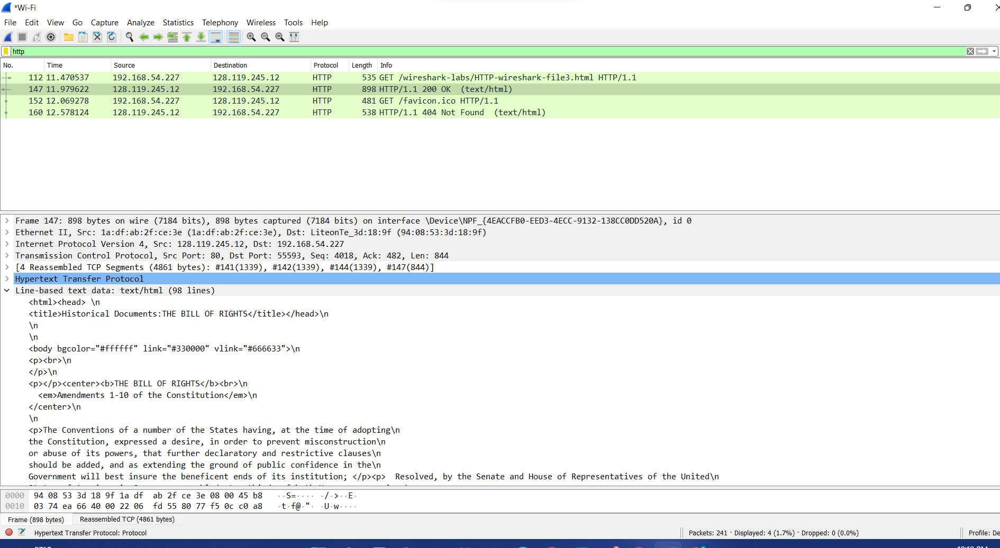 *Wi-Fi
File Edit View Go Capture Analyze Statistics Telephony Wireless Tools Help
http
No. Time Source Destination Protocol Length Info
112 11.470537 192.168.54.227 128.119.245.12 HTTP 535 GET /wireshark-labs/HTTP-wireshark-file3.html HTTP/1.1
147 11.979622 128.119.245.12 192.168.54.227 HTTP 898 HTTP/1.1 200 OK (text/html)
152 12.069278 192.168.54.227 128.119.245.12 HTTP 481 GET /favicon.ico HTTP/1.1
160 12.578124 128.119.245.12 192.168.54.227 HTTP 538 HTTP/1.1 404 Not Found (text/html)
Frame 147: 898 bytes on wire (7184 bits), 898 bytes captured (7184 bits) on interface \Device\NPF_{4EACCFB0-EED3-4ECC-9132-138CC0DD520A}, id 0
Ethernet II, Src: 1a:df:ab:2f:ce:3e (1a:df:ab:2f:ce:3e), Dst: LiteonTe_3d:18:9f (94:08:53:3d:18:9f)
Internet Protocol Version 4, Src: 128.119.245.12, Dst: 192.168.54.227
Transmission Control Protocol, Src Port: 80, Dst Port: 55593, Seq: 4018, Ack: 482, Len: 844
[4 Reassembled TCP Segments (4861 bytes): #141(1339), #142(1339), #144(1339), #147(844)]
Hypertext Transfer Protocol
Line-based text data: text/html (98 lines)
<html><head> \n
<title>Historical Documents:THE BILL OF RIGHTS</title></head>\n
\n
\n
<body bgcolor="#ffffff" link="#330000" vlink="#666633">\n
<p><br>\n
</p>\n
<p></p><center><b>THE BILL OF RIGHTS</b><br>\n
<em>Amendments 1-10 of the Constitution</em>\n
</center>\n
\n
<p>The Conventions of a number of the States having, at the time of adopting\n
the Constitution, expressed a desire, in order to prevent misconstruction\n
or abuse of its powers, that further declaratory and restrictive clauses\n
should be added, and as extending the ground of public confidence in the\n
Government will best insure the beneficent ends of its institution; </p><p> Resolved, by the Senate and House of Representatives of the United\n
0000 94 08 53 3d 18 9f 1a df ab 2f ce 3e 08 00 45 b8 ··S=···· ·/·>··E·
0010 03 74 ea 66 40 00 22 06 fd 55 80 77 f5 0c c0 a8 ·t·f@·"· ·U·w····
Frame (898 bytes) Reassembled TCP (4861 bytes)
Hypertext Transfer Protocol: Protocol Packets: 241 · Displayed: 4 (1.7%) · Dropped: 0 (0.0%) Profile: De